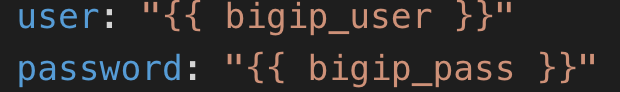 user: "{{ bigip_user }}"
password: "{{ bigip_pass }}"